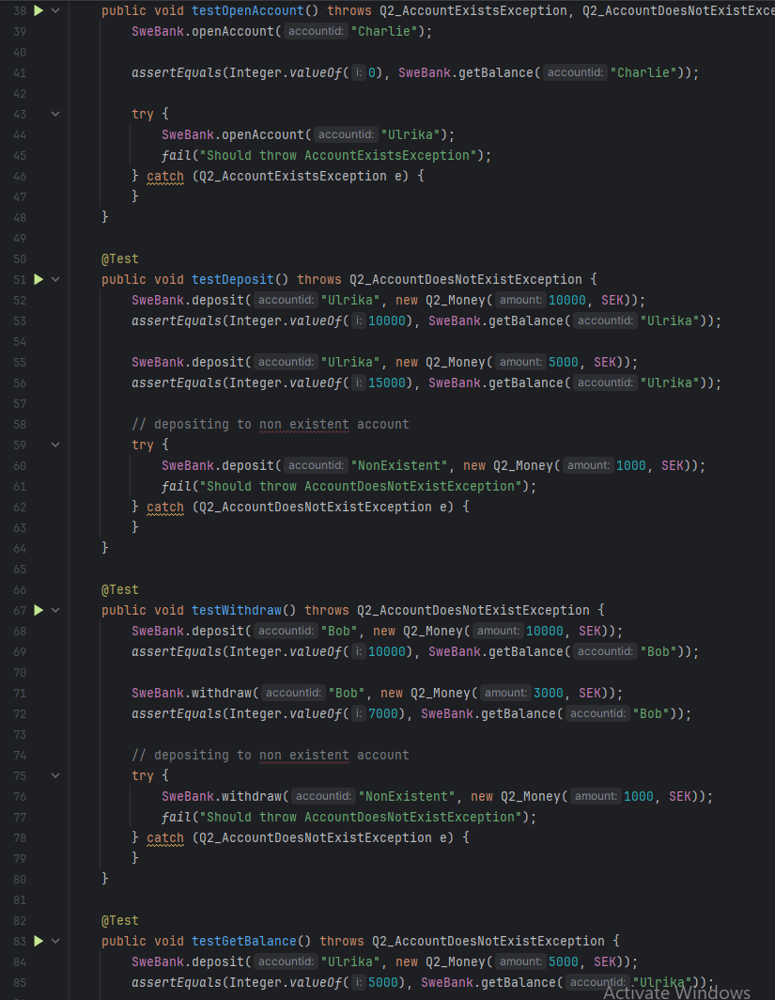 38 public void testOpenAccount() throws Q2_AccountExistsException, Q2_AccountDoesNotExistExce
39 SweBank.openAccount( accountid: "Charlie");
40
41 assertEquals(Integer.valueOf( i: 0), SweBank.getBalance( accountid: "Charlie"));
42
43 try {
44 SweBank.openAccount( accountid: "Ulrika");
45 fail("Should throw AccountExistsException");
46 } catch (Q2_AccountExistsException e) {
47 }
48 }
49
50 @Test
51 public void testDeposit() throws Q2_AccountDoesNotExistException {
52 SweBank.deposit( accountid: "Ulrika", new Q2_Money( amount: 10000, SEK));
53 assertEquals(Integer.valueOf( i: 10000), SweBank.getBalance( accountid: "Ulrika"));
54
55 SweBank.deposit( accountid: "Ulrika", new Q2_Money( amount: 5000, SEK));
56 assertEquals(Integer.valueOf( i: 15000), SweBank.getBalance( accountid: "Ulrika"));
57
58 // depositing to non existent account
59 try {
60 SweBank.deposit( accountid: "NonExistent", new Q2_Money( amount: 1000, SEK));
61 fail("Should throw AccountDoesNotExistException");
62 } catch (Q2_AccountDoesNotExistException e) {
63 }
64 }
65
66 @Test
67 public void testWithdraw() throws Q2_AccountDoesNotExistException {
68 SweBank.deposit( accountid: "Bob", new Q2_Money( amount: 10000, SEK));
69 assertEquals(Integer.valueOf( i: 10000), SweBank.getBalance( accountid: "Bob"));
70
71 SweBank.withdraw( accountid: "Bob", new Q2_Money( amount: 3000, SEK));
72 assertEquals(Integer.valueOf( i: 7000), SweBank.getBalance( accountid: "Bob"));
73
74 // depositing to non existent account
75 try {
76 SweBank.withdraw( accountid: "NonExistent", new Q2_Money( amount: 1000, SEK));
77 fail("Should throw AccountDoesNotExistException");
78 } catch (Q2_AccountDoesNotExistException e) {
79 }
80 }
81
82 @Test
83 public void testGetBalance() throws Q2_AccountDoesNotExistException {
84 SweBank.deposit( accountid: "Ulrika", new Q2_Money( amount: 5000, SEK));
85 assertEquals(Integer.valueOf( i: 5000), SweBank.getBalance( accountid: "Ulrika"));
Activate Windows